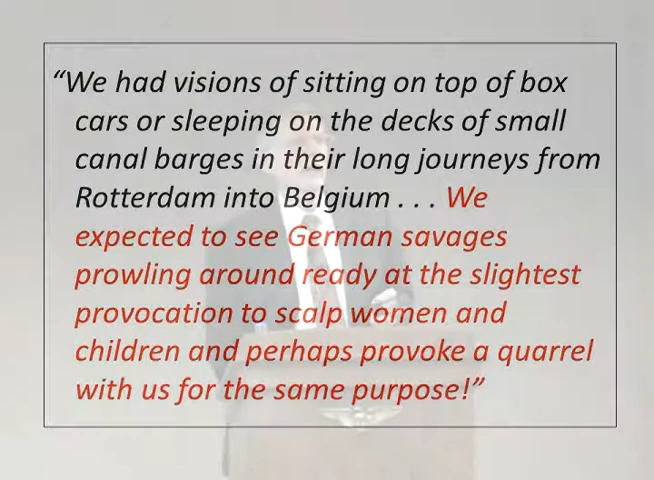 “We had visions of sitting on top of box
cars or sleeping on the decks of small
canal barges in their long journeys from
Rotterdam into Belgium . . . We
expected to see German savages
prowling around ready at the slightest
provocation to scalp women and
children and perhaps provoke a quarrel
with us for the same purpose!”